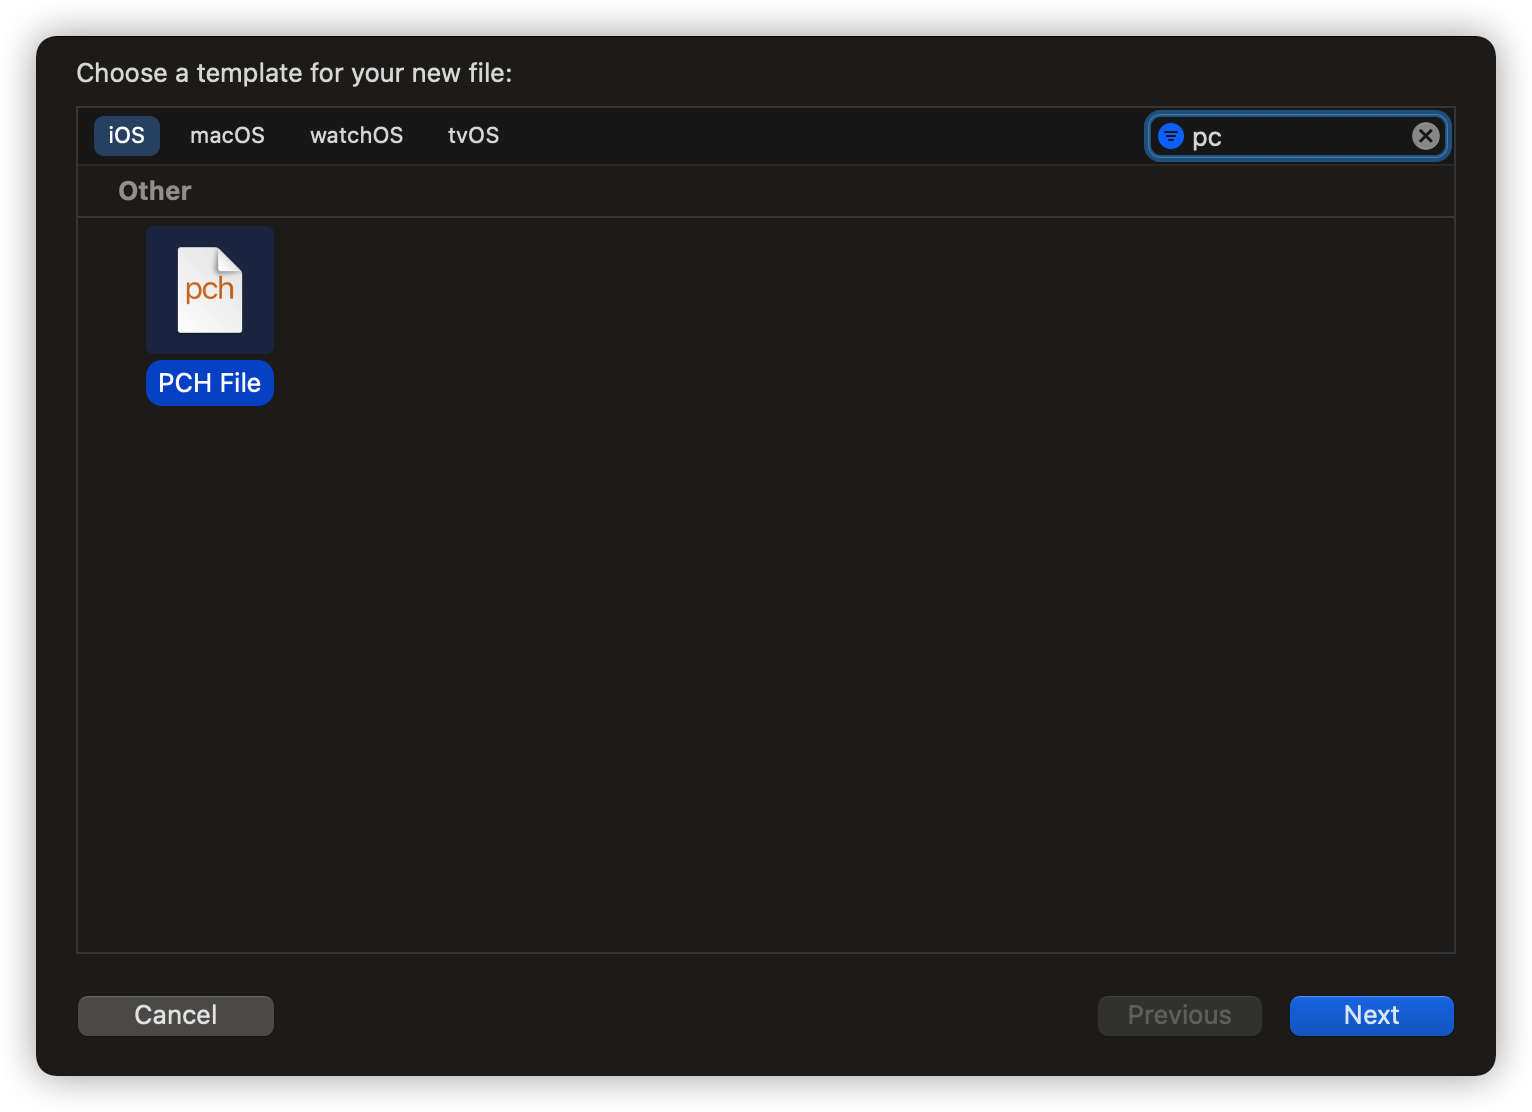 Choose a template for your new file:
iOS macOS watchOS tvOS pc
Other
pch
PCH File
Cancel Previous Next